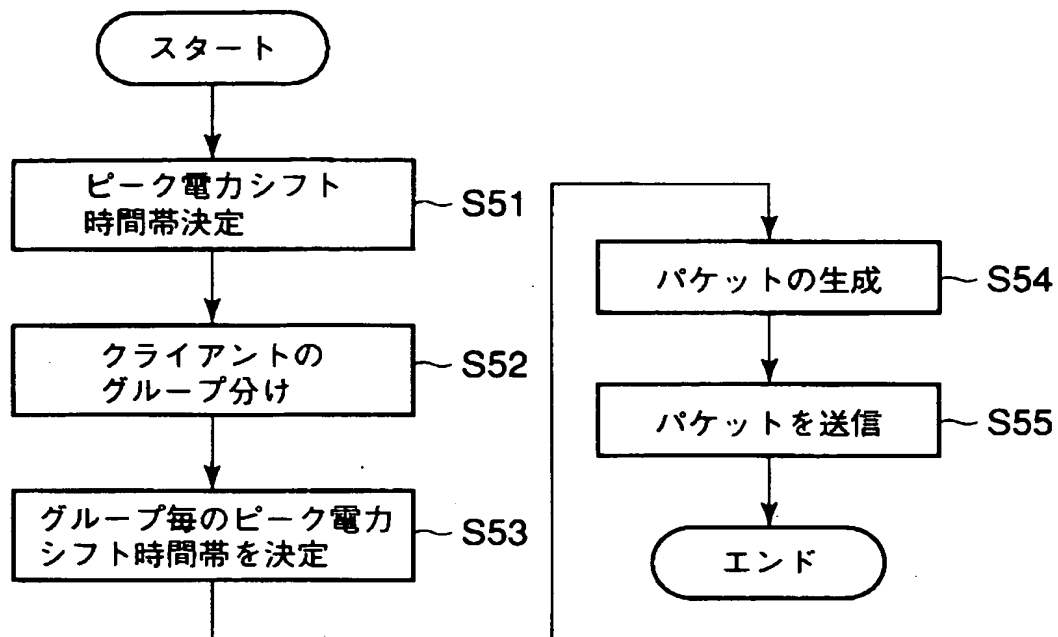 スタート
ピーク電力シフト
時間帯決定
S51
クライアントの
グループ分け
S52
グループ毎のピーク電力
シフト時間帯を決定
S53
パケットの生成
S54
パケットを送信
S55
エンド